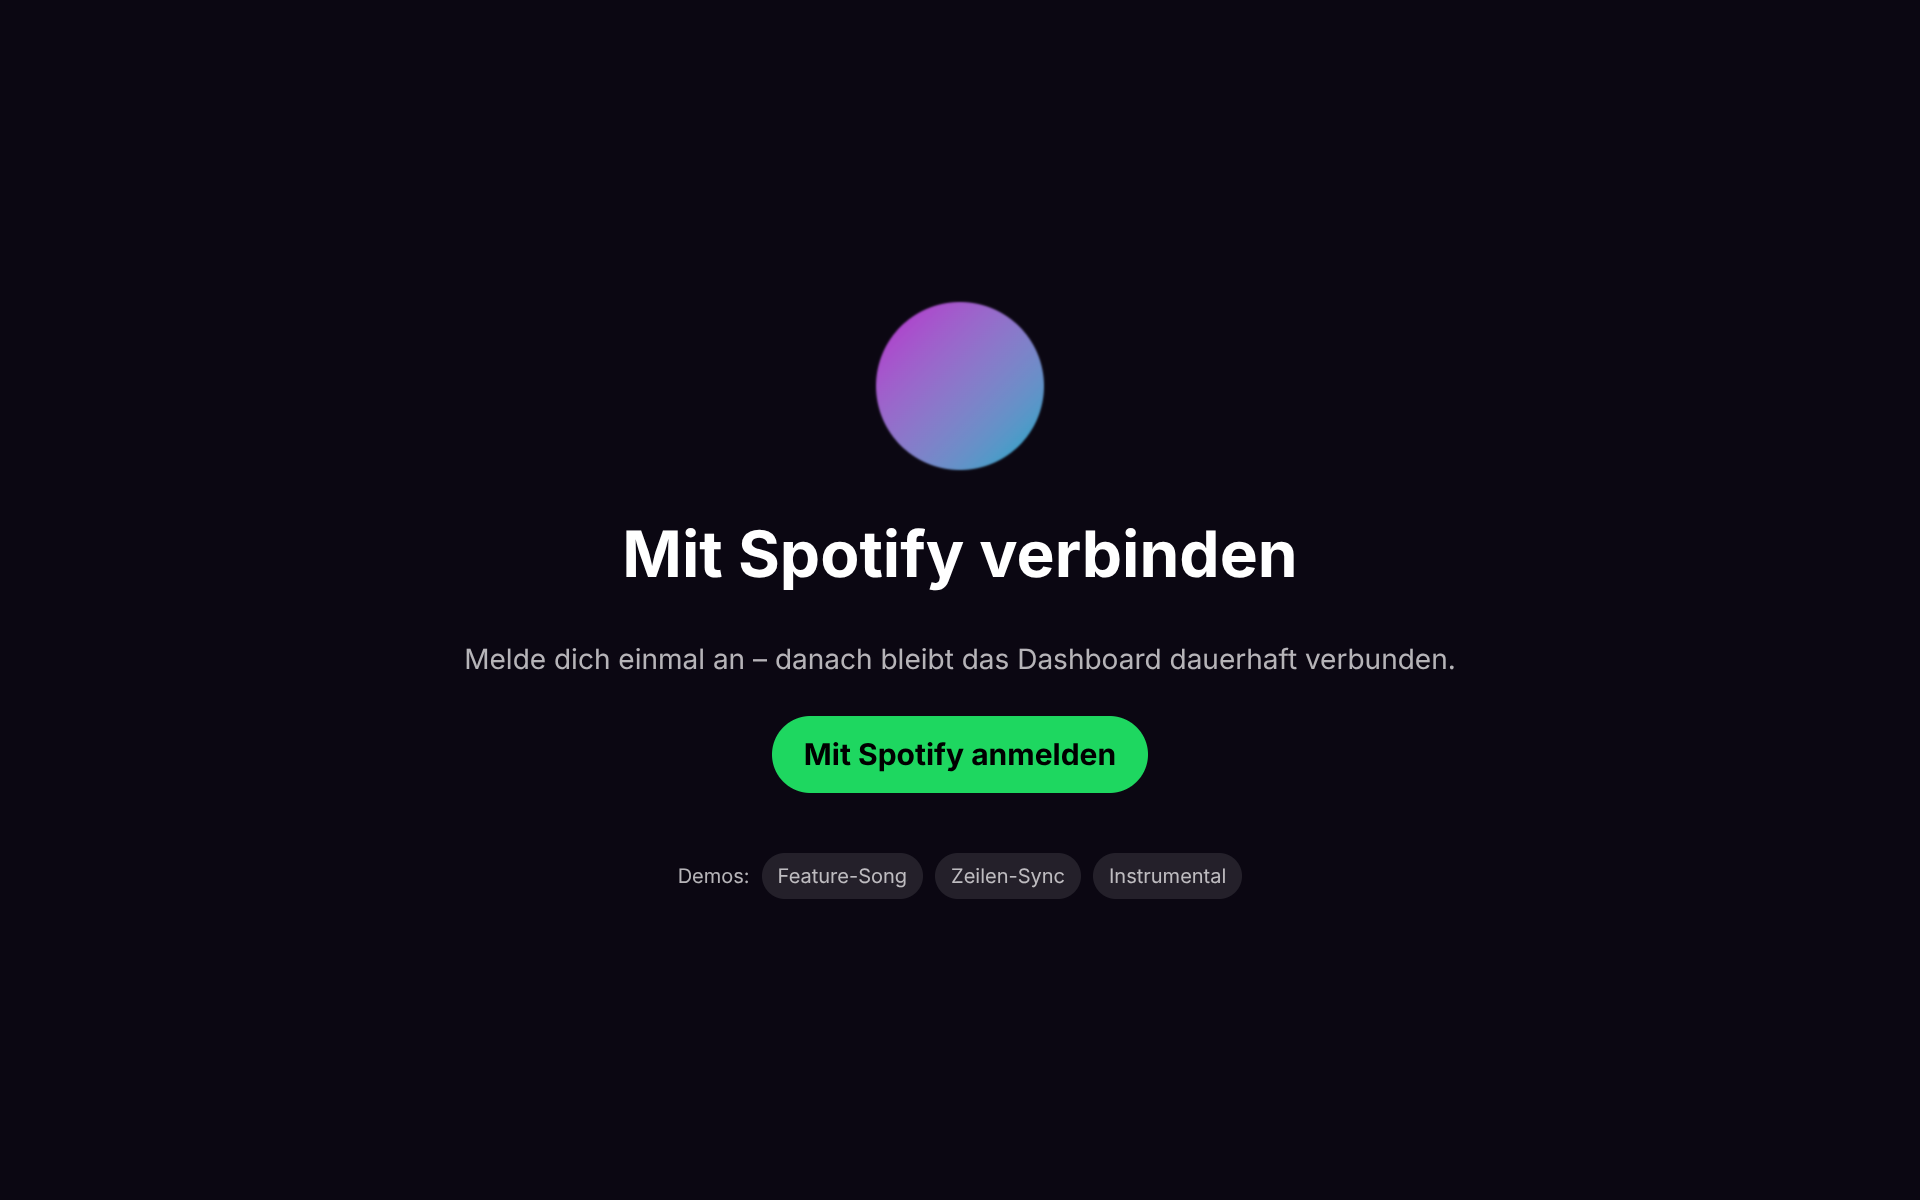 Mit Spotify verbinden
Melde dich einmal an – danach bleibt das Dashboard dauerhaft verbunden.
Mit Spotify anmelden
Demos: Feature-Song Zeilen-Sync Instrumental